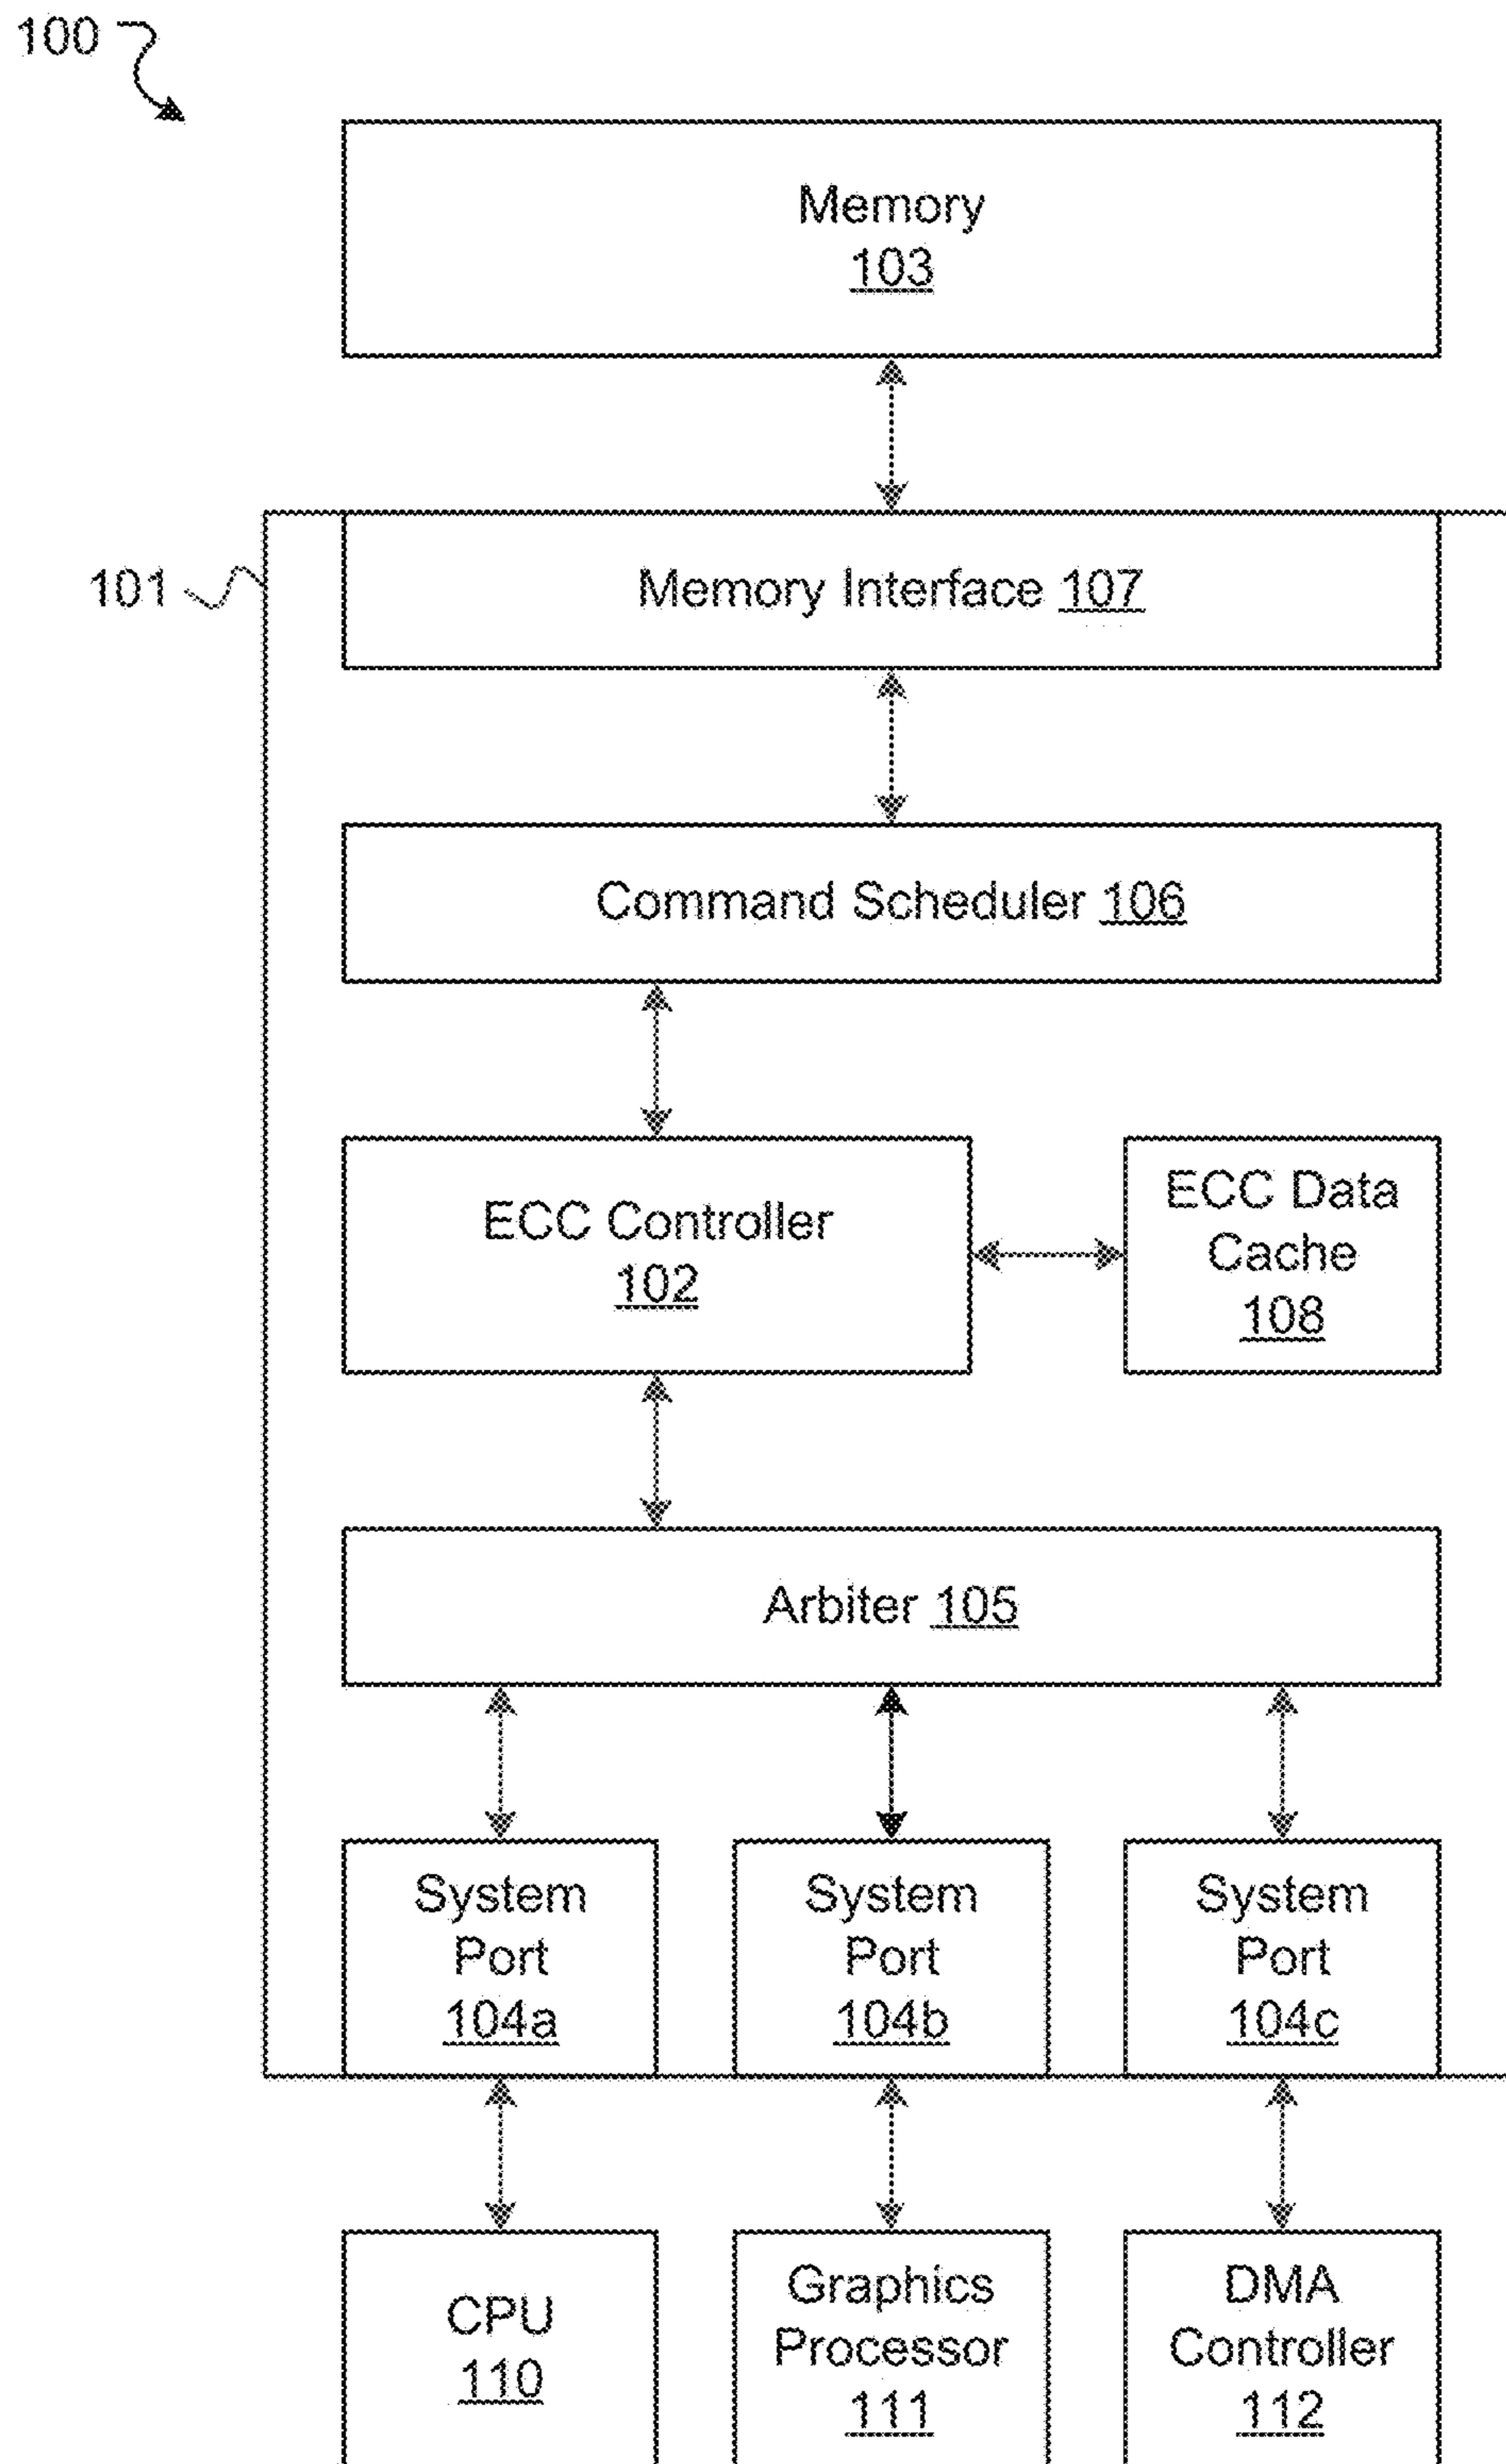 100
Memory
103
101
Memory Interface 107
Command Scheduler 106
ECC Controller
102
ECC Data
Cache
108
Arbiter 105
System
Port
104a
System
Port
104b
System
Port
104c
CPU
110
Graphics
Processor
111
DMA
Controller
112